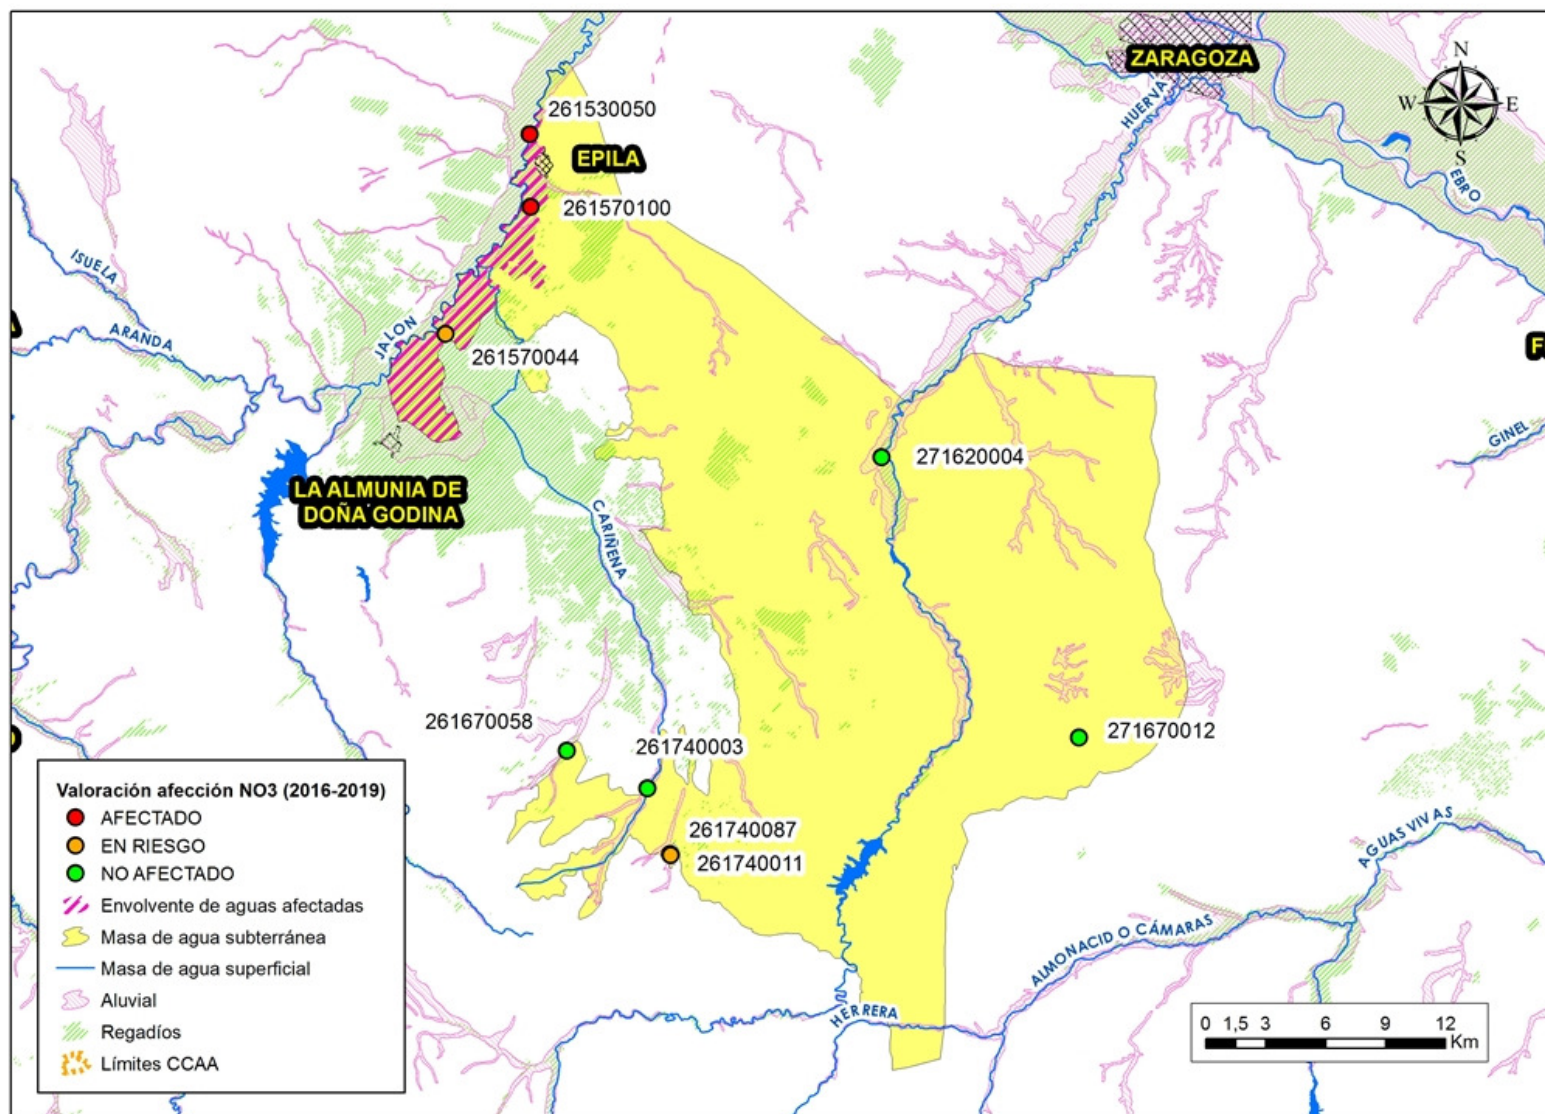 ZARAGOZA
N
W
E
S
HUERVA
EBRO
261530050
EPILA
261570100
ISUELA
ARANDA
JALON
261570044
GINEL
271620004
LA ALMUNIA DE
DOÑA GODINA
CARIÑENA
261670058
261740003
271670012
261740087
261740011
AGUAS VIVAS
ALMONACID O CÁMARAS
HERRERA
Valoración afección NO3 (2016-2019)
AFECTADO
EN RIESGO
NO AFECTADO
Envolvente de aguas afectadas
Masa de agua subterránea
Masa de agua superficial
Aluvial
Regadíos
Límites CCAA
0 1,5 3 6 9 12
Km